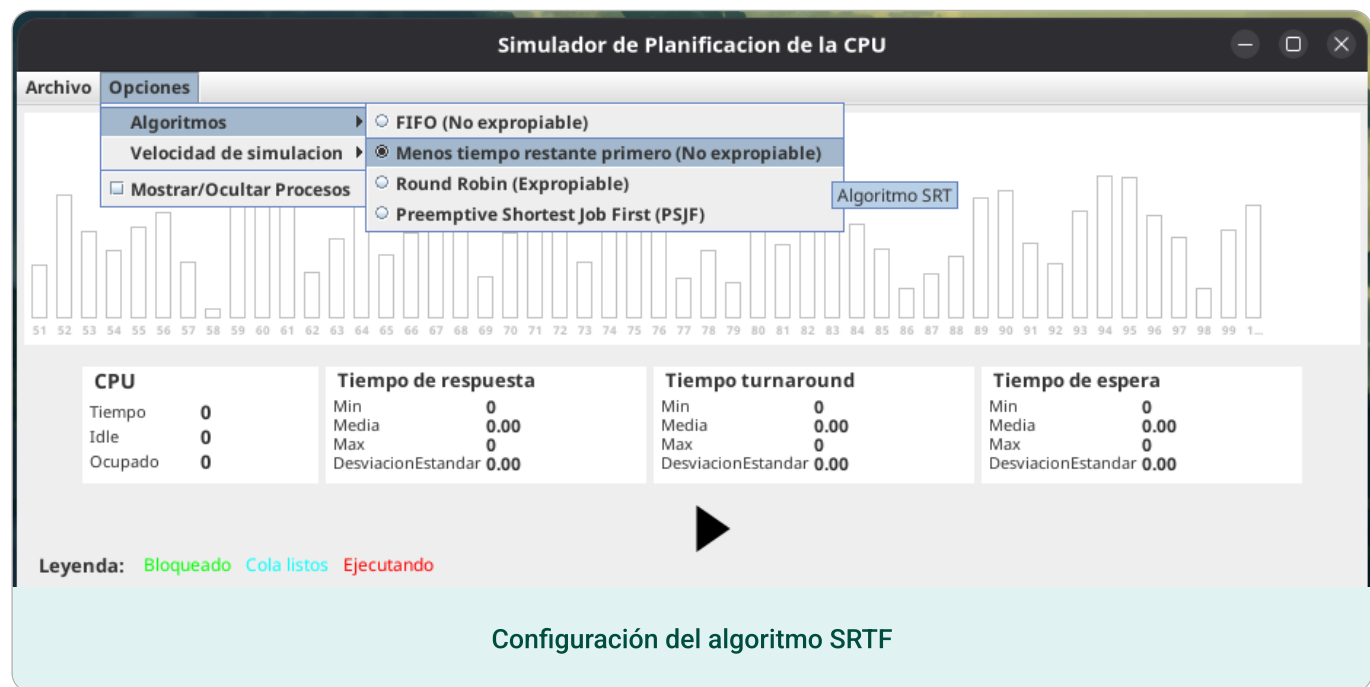 Simulador de Planificacion de la CPU
Archivo Opciones
Algoritmos
Velocidad de simulacion
Mostrar/Ocultar Procesos
FIFO (No expropiable)
Menos tiempo restante primero (No expropiable)
Round Robin (Expropiable)
Preemptive Shortest Job First (PSJF)
Algoritmo SRT
51 52 53 54 55 56 57 58 59 60 61 62 63 64 65 66 67 68 69 70 71 72 73 74 75 76 77 78 79 80 81 82 83 84 85 86 87 88 89 90 91 92 93 94 95 96 97 98 99 1...
CPU
Tiempo 0
Idle 0
Ocupado 0
Tiempo de respuesta
Min 0
Media 0.00
Max 0
DesviacionEstandar 0.00
Tiempo turnaround
Min 0
Media 0.00
Max 0
DesviacionEstandar 0.00
Tiempo de espera
Min 0
Media 0.00
Max 0
DesviacionEstandar 0.00
Leyenda: Bloqueado Cola listos Ejecutando
Configuración del algoritmo SRTF